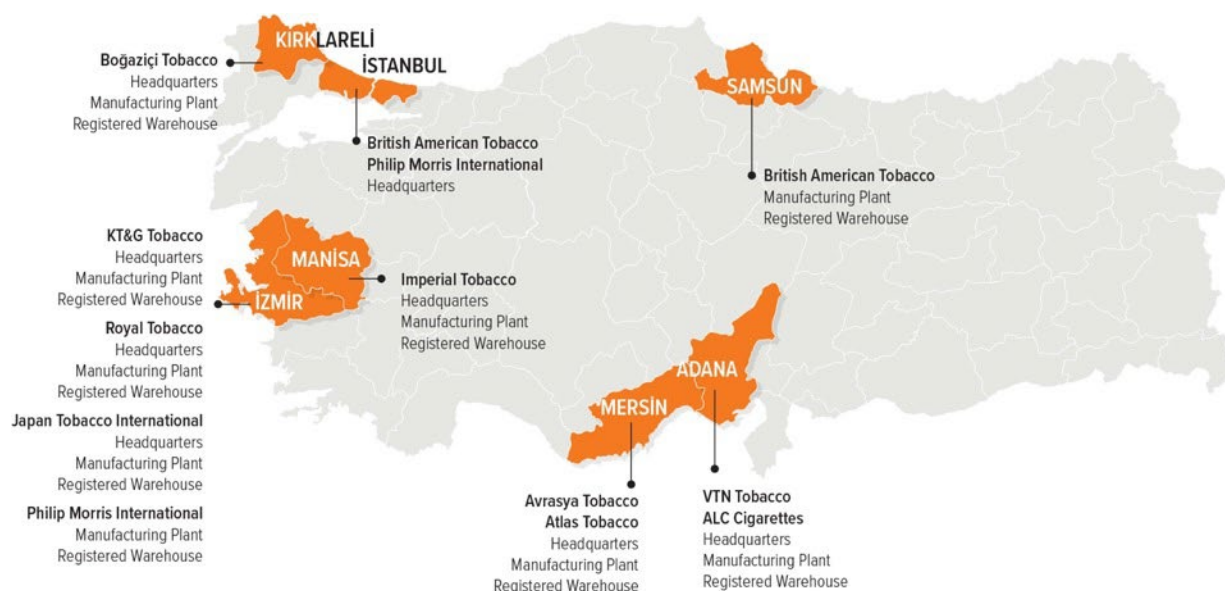 KIRKLARELİ
Boğaziçi Tobacco
Headquarters
Manufacturing Plant
Registered Warehouse
İSTANBUL
British American Tobacco
Philip Morris International
Headquarters
SAMSUN
British American Tobacco
Manufacturing Plant
Registered Warehouse
KT&G Tobacco
Headquarters
Manufacturing Plant
Registered Warehouse
Royal Tobacco
Headquarters
Manufacturing Plant
Registered Warehouse
Japan Tobacco International
Headquarters
Manufacturing Plant
Registered Warehouse
Philip Morris International
Manufacturing Plant
Registered Warehouse
MANİSA
İZMİR
Imperial Tobacco
Headquarters
Manufacturing Plant
Registered Warehouse
ADANA
MERSİN
Avrasya Tobacco
Atlas Tobacco
Headquarters
Manufacturing Plant
Registered Warehouse
VTN Tobacco
ALC Cigarettes
Headquarters
Manufacturing Plant
Registered Warehouse